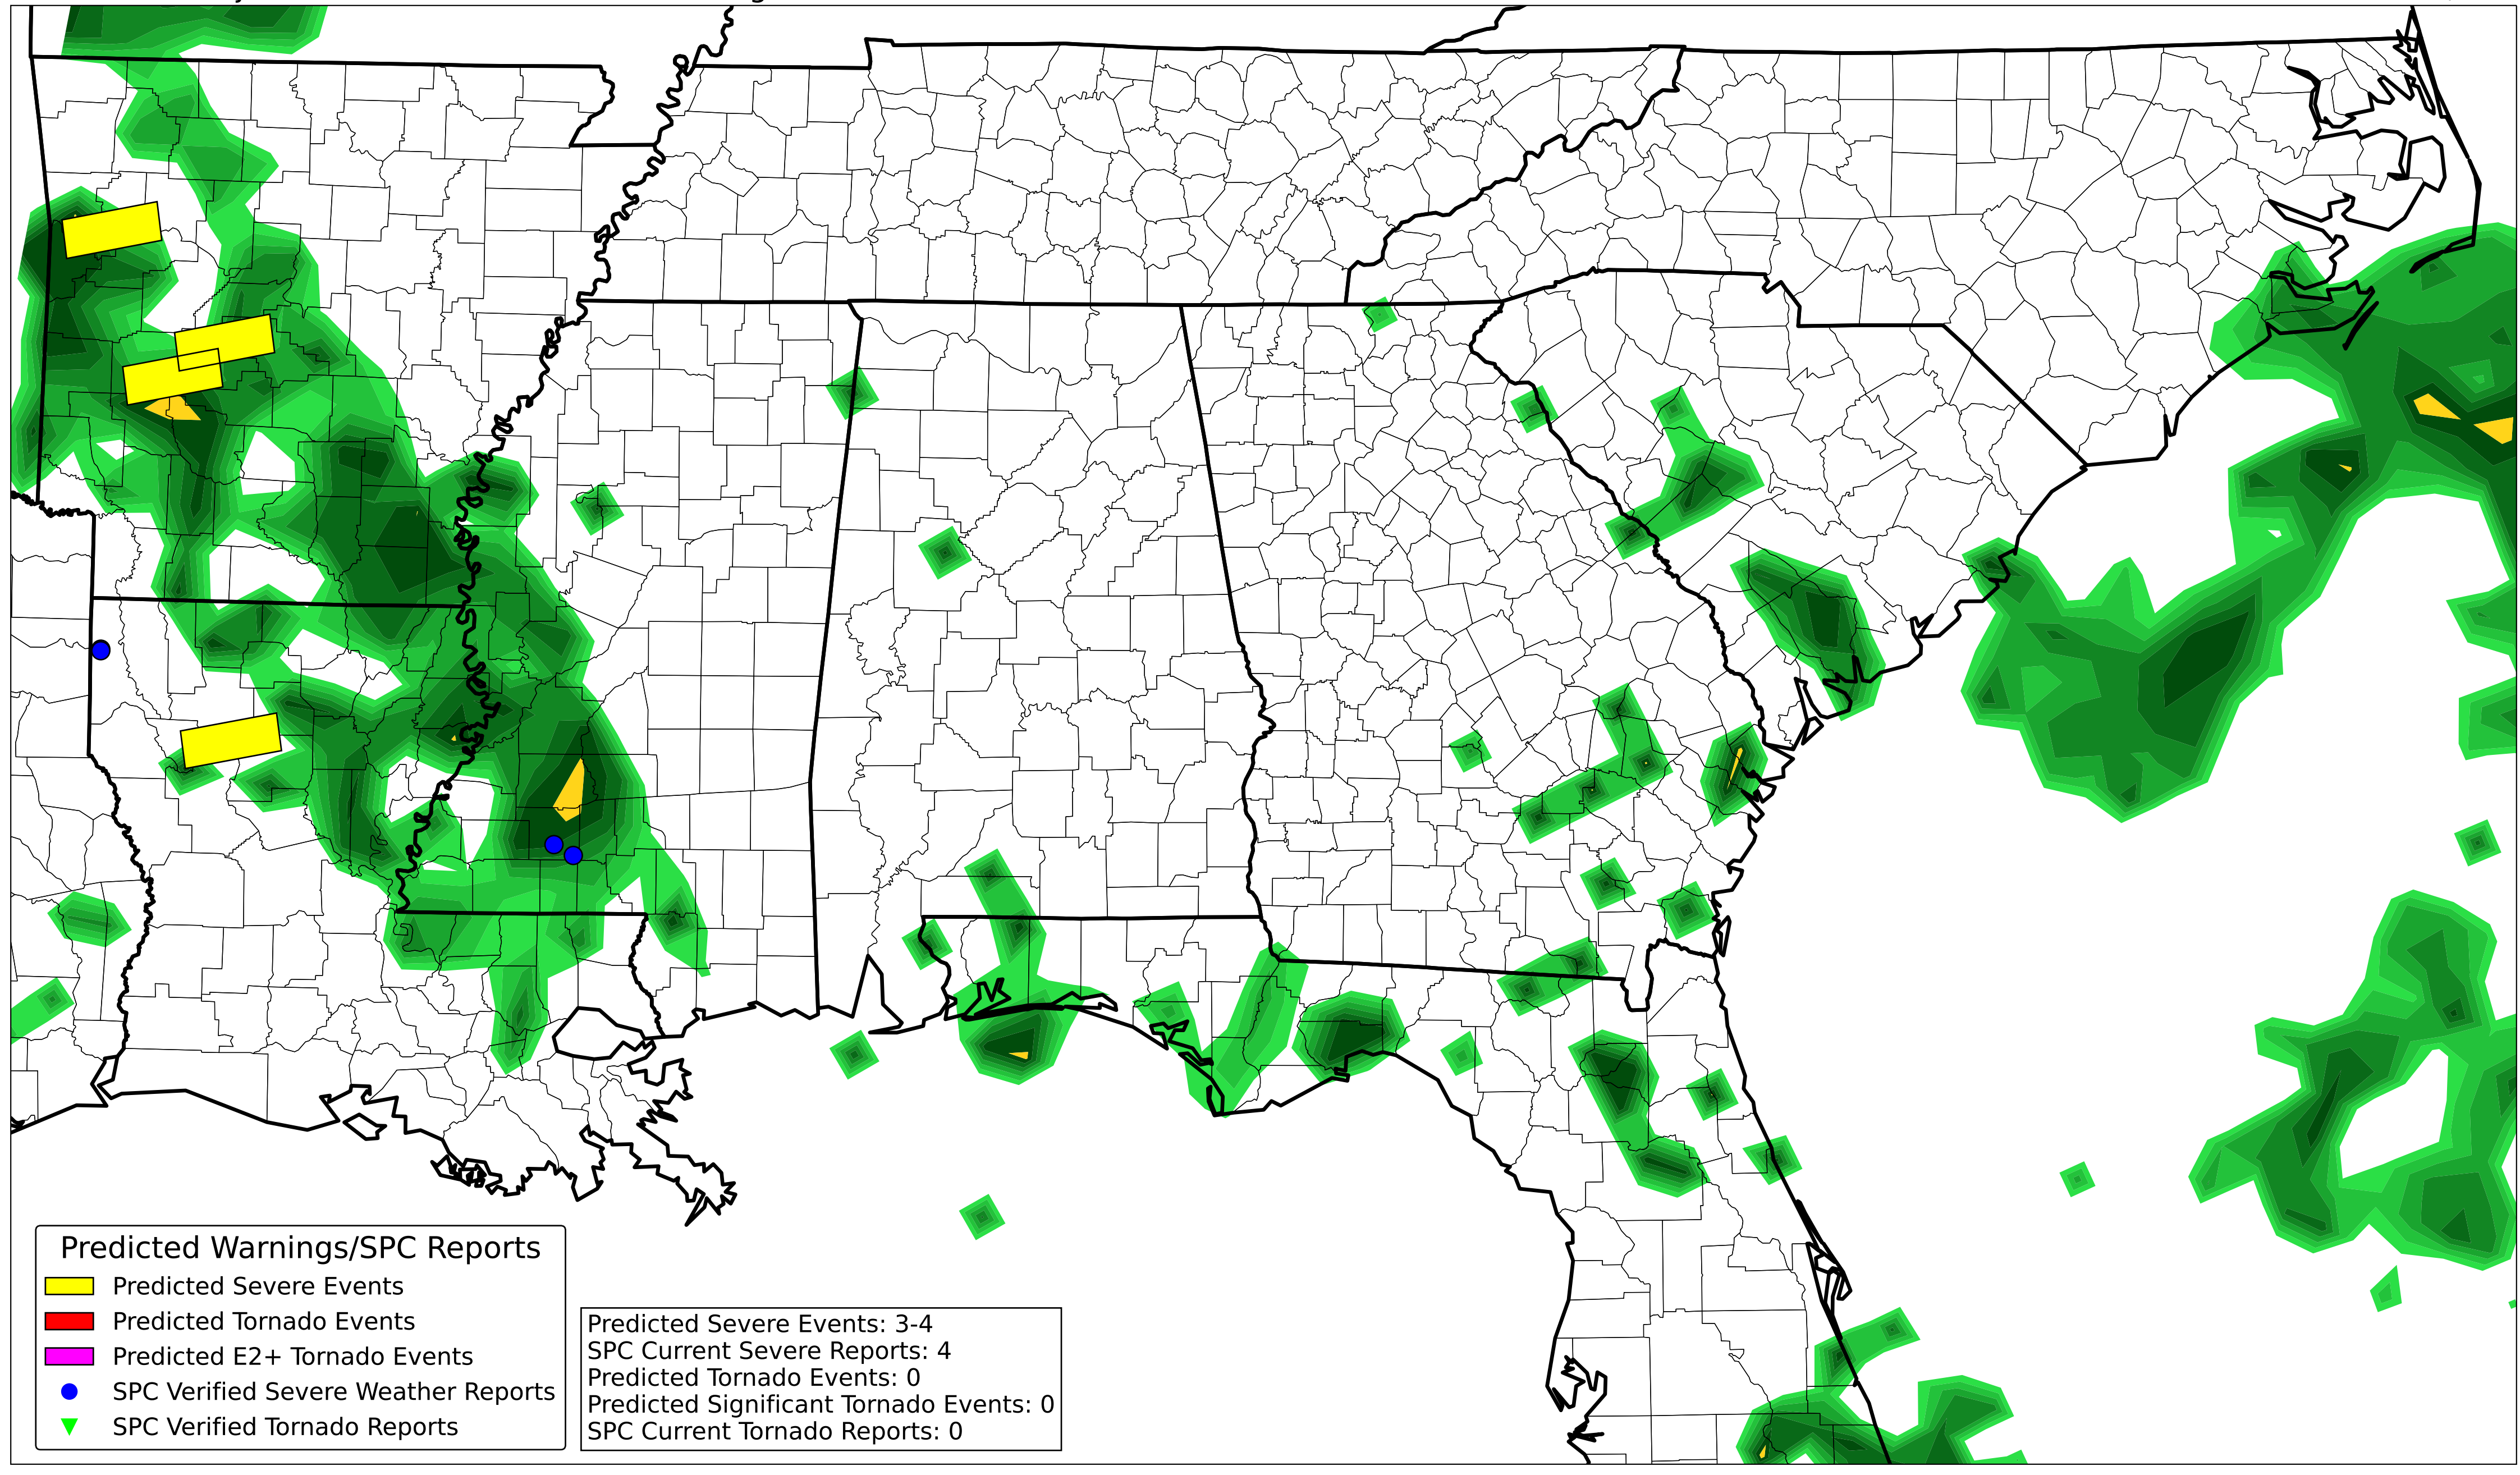 Predicted Warnings/SPC Reports
Predicted Severe Events
Predicted Tornado Events
Predicted E2+ Tornado Events
SPC Verified Severe Weather Reports
SPC Verified Tornado Reports
Predicted Severe Events: 3-4
SPC Current Severe Reports: 4
Predicted Tornado Events: 0
Predicted Significant Tornado Events: 0
SPC Current Tornado Reports: 0